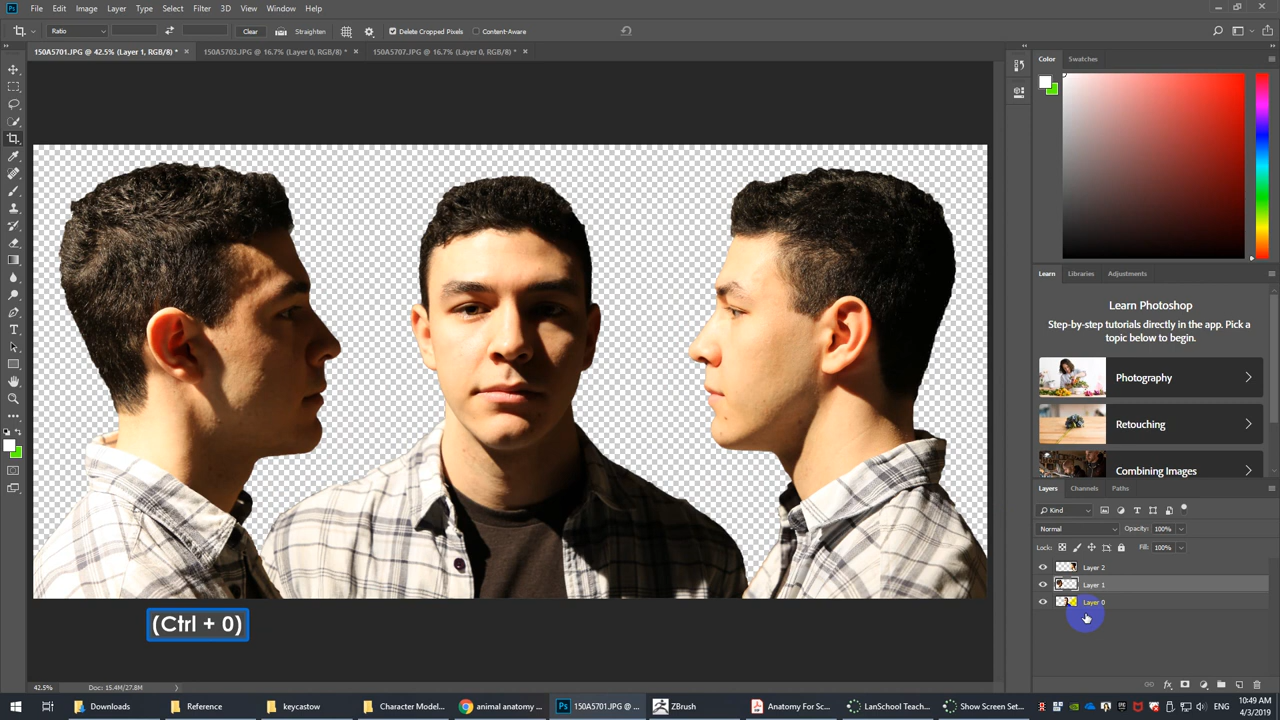 Ps File Edit Image Layer Type Select Filter 3D View Window Help
Ratio Clear Straighten Delete Cropped Pixels Content-Aware
150A5701.JPG @ 42.5% (Layer 1, RGB/8) * × 150A5703.JPG @ 16.7% (Layer 0, RGB/8) * × 150A5707.JPG @ 16.7% (Layer 0, RGB/8) * ×
Color Swatches
Learn Libraries Adjustments
Learn Photoshop
Step-by-step tutorials directly in the app. Pick a
topic below to begin.
Photography
Retouching
Combining Images
Layers Channels Paths
Kind
Normal Opacity: 100%
Lock: Fill: 100%
Layer 2
Layer 1
Layer 0
(Ctrl + 0)
42.5% Doc: 15.4M/27.8M
Downloads Reference keycastow Character Model... animal anatomy ... Ps 150A5701.JPG @ ... ZBrush Anatomy For Sc... LanSchool Teach... Show Screen Set...
10:49 AM
4/3/2019